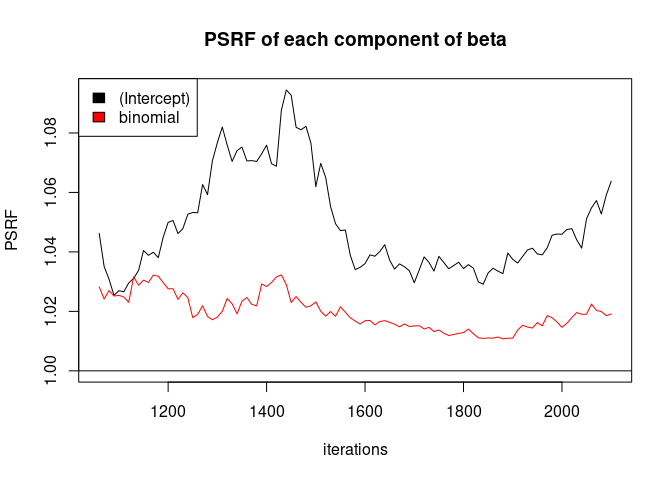 PSRF of each component of beta
(Intercept)
binomial
PSRF
1.08
1.06
1.04
1.02
1.00
1200 1400 1600 1800 2000
iterations